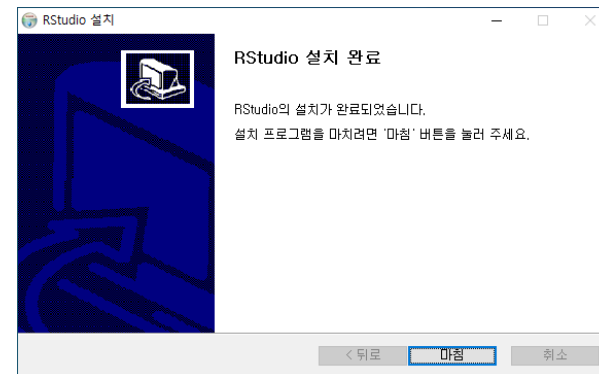 RStudio 설치
RStudio 설치 완료
RStudio의 설치가 완료되었습니다.
설치 프로그램을 마치려면 '마침' 버튼을 눌러 주세요.
< 뒤로
마침
취소